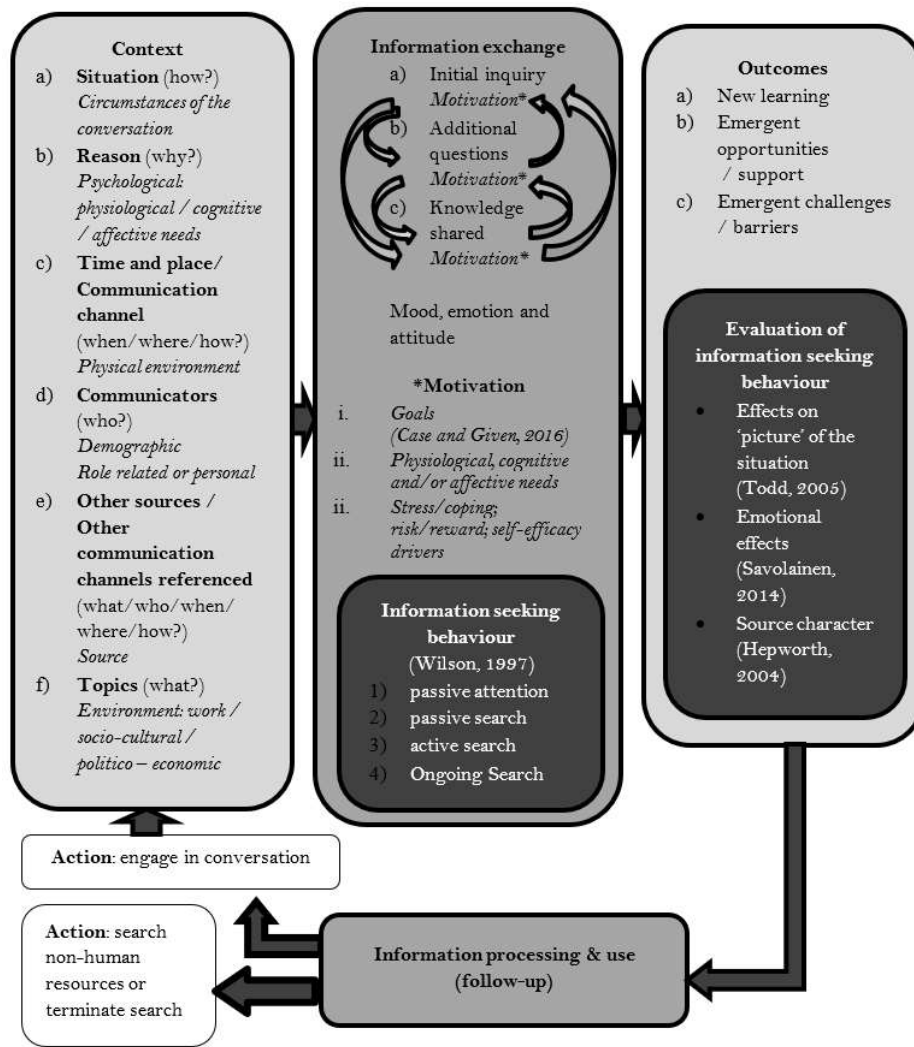 Context
a) Situation (how?)
Circumstances of the
conversation
b) Reason (why?)
Psychological:
physiological / cognitive
/ affective needs
c) Time and place/
Communication
channel
(when/where/how?)
Physical environment
d) Communicators
(who?)
Demographic
Role related or personal
e) Other sources /
Other
communication
channels referenced
(what/who/when/
where/how?)
Source
f) Topics (what?)
Environment: work /
socio-cultural /
politico – economic
Information exchange
a) Initial inquiry
Motivation*
b) Additional
questions
Motivation*
c) Knowledge
shared
Motivation*
Mood, emotion and
attitude
*Motivation
i. Goals
(Case and Given, 2016)
ii. Physiological, cognitive
and/or affective needs
ii. Stress/coping;
risk/reward; self-efficacy
drivers
Information seeking
behaviour
(Wilson, 1997)
1) passive attention
2) passive search
3) active search
4) Ongoing Search
Outcomes
a) New learning
b) Emergent
opportunities
/ support
c) Emergent challenges
/ barriers
Evaluation of
information seeking
behaviour
• Effects on
‘picture’ of the
situation
(Todd, 2005)
• Emotional
effects
(Savolainen,
2014)
• Source character
(Hepworth,
2004)
Action: engage in conversation
Action: search
non-human
resources or
terminate search
Information processing & use
(follow-up)